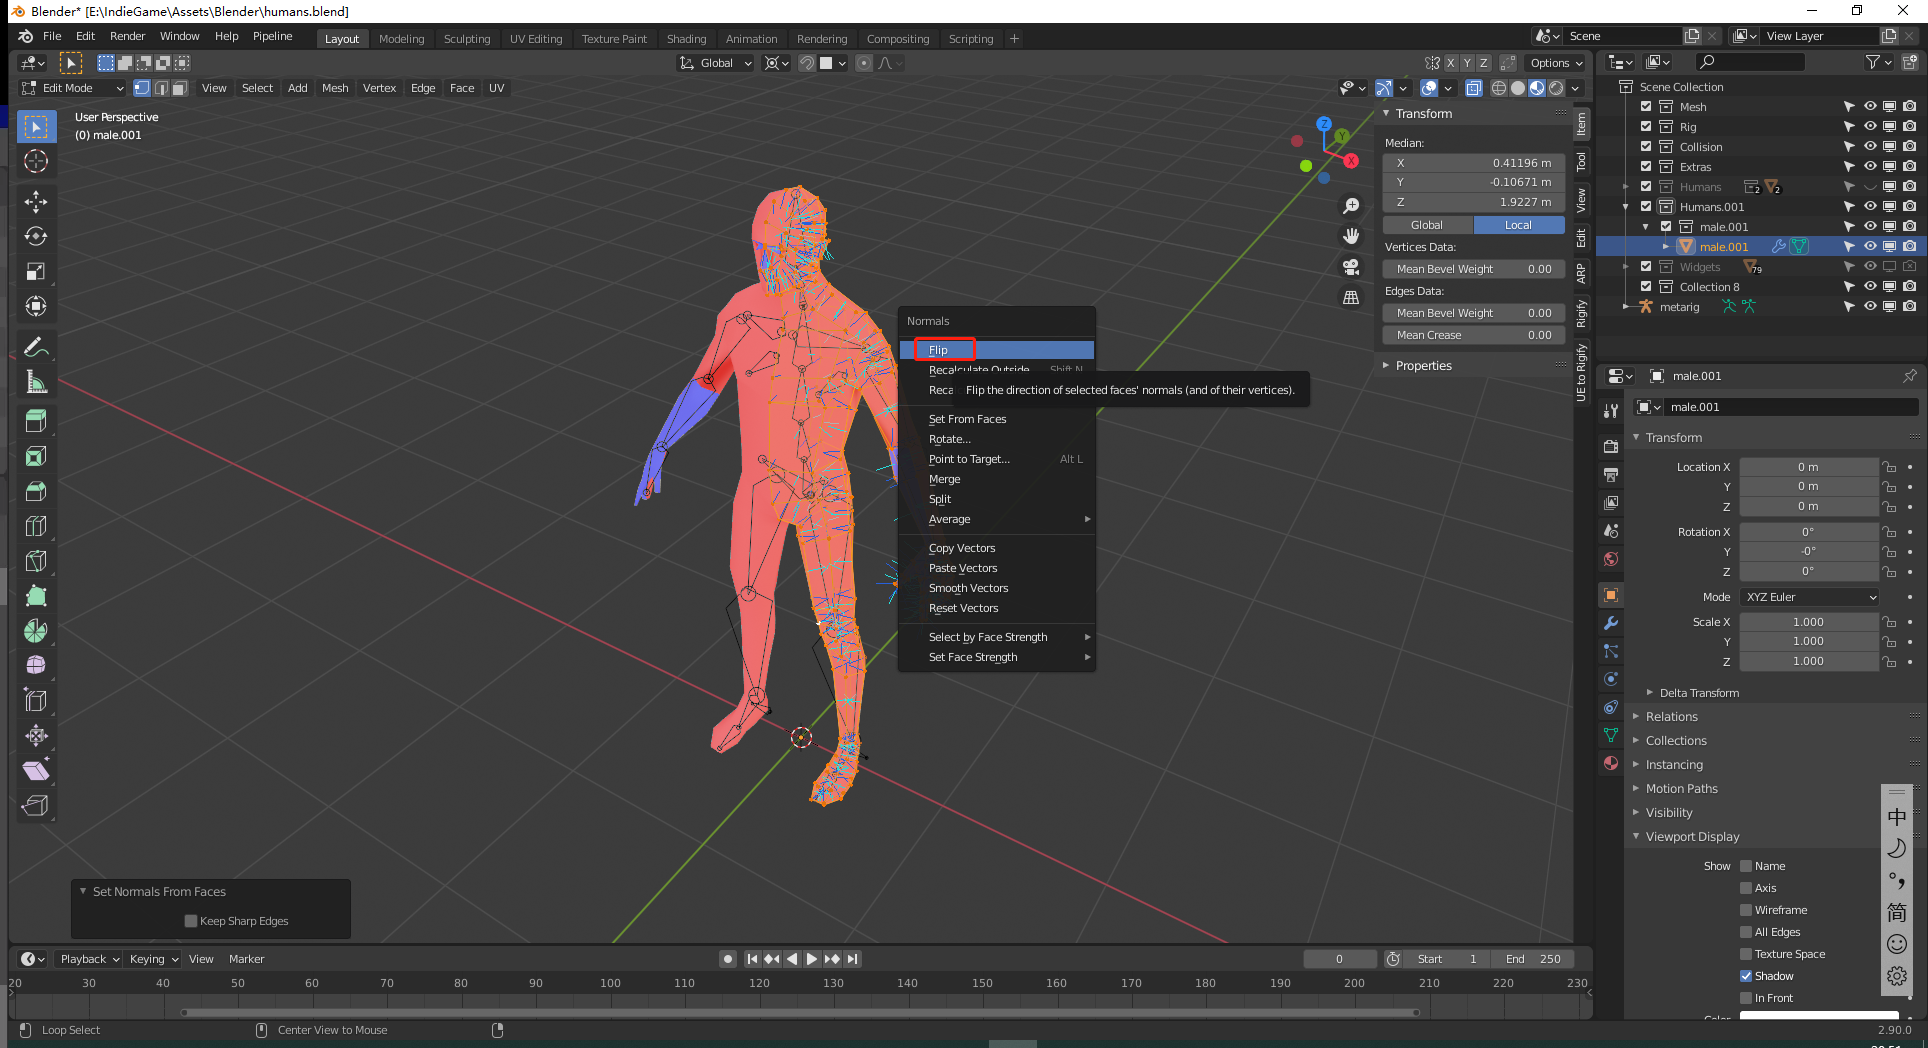 Blender* [E:\IndieGame\Assets\Blender\humans.blend]
File Edit Render Window Help Pipeline
Layout Modeling Sculpting UV Editing Texture Paint Shading Animation Rendering Compositing Scripting +
Scene
View Layer
Global
X Y Z
Options
Edit Mode
View Select Add Mesh Vertex Edge Face UV
User Perspective
(0) male.001
Z
Y
X
Transform
Median:
X 0.41196 m
Y -0.10671 m
Z 1.9227 m
Global Local
Vertices Data:
Mean Bevel Weight 0.00
Edges Data:
Mean Bevel Weight 0.00
Mean Crease 0.00
Properties
Item
Tool
View
Edit
ARP
Rigify
UE to Rigify
Normals
Flip
Recalculate Outside Shift N
Reca
Flip the direction of selected faces' normals (and of their vertices).
Set From Faces
Rotate...
Point to Target... Alt L
Merge
Split
Average
Copy Vectors
Paste Vectors
Smooth Vectors
Reset Vectors
Select by Face Strength
Set Face Strength
Set Normals From Faces
Keep Sharp Edges
Scene Collection
Mesh
Rig
Collision
Extras
Humans 2 2
Humans.001
male.001
male.001
Widgets 79
Collection 8
metarig
male.001
male.001
Transform
Location X 0 m
Y 0 m
Z 0 m
Rotation X 0°
Y -0°
Z 0°
Mode XYZ Euler
Scale X 1.000
Y 1.000
Z 1.000
Delta Transform
Relations
Collections
Instancing
Motion Paths
Visibility
Viewport Display
Show Name
Axis
Wireframe
All Edges
Texture Space
Shadow
In Front
中
简
Playback Keying View Marker
0 Start 1 End 250
20 30 40 50 60 70 80 90 100 110 120 130 140 150 160 170 180 190 200 210 220 230
Loop Select
Center View to Mouse
2.90.0